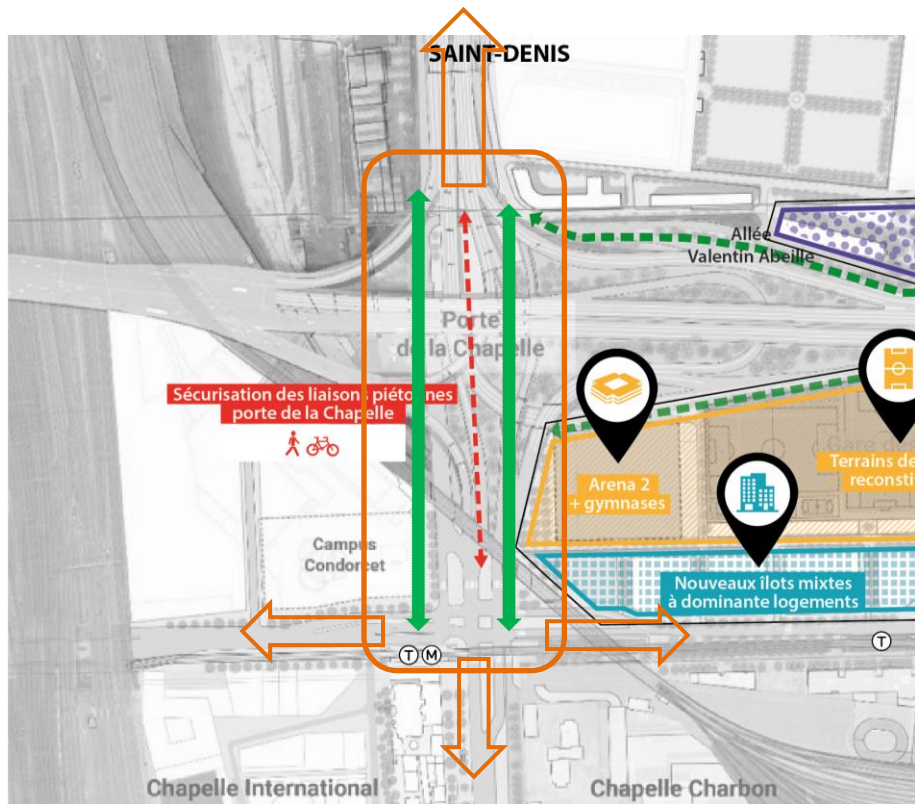 SAINT-DENIS
Allée
Valentin Abeille
Porte
de la Chapelle
Sécurisation des liaisons piétonnes
porte de la Chapelle
Arena 2
+ gymnases
Gare d
Terrains de
reconsti
Campus
Condorcet
Nouveaux îlots mixtes
à dominante logements
T M
T
Chapelle International
Chapelle Charbon